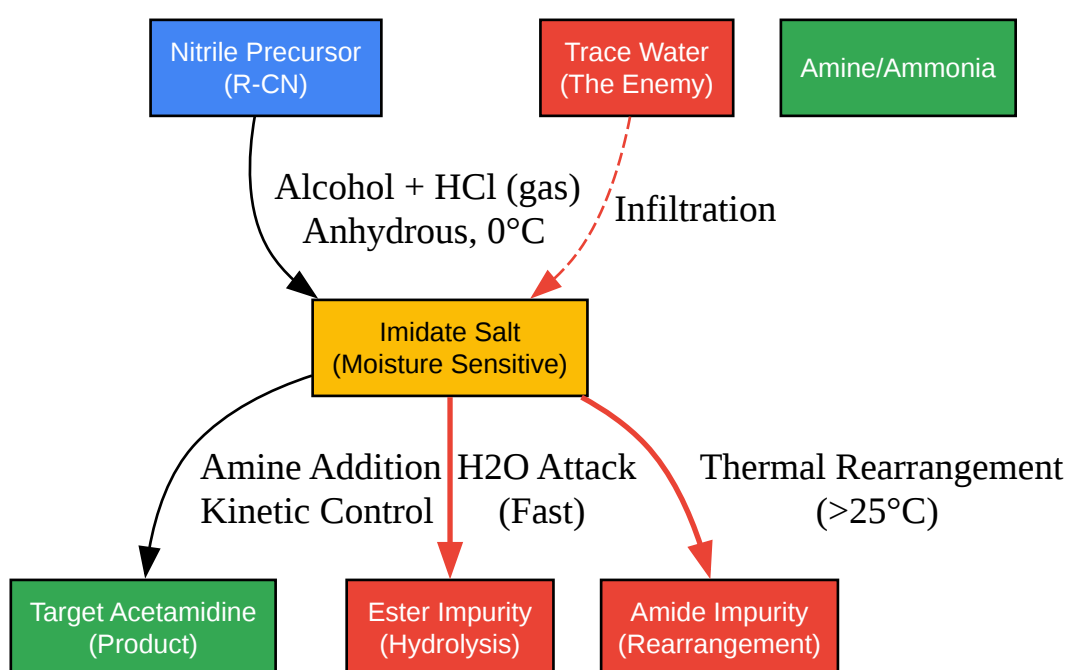 Nitrile Precursor
(R-CN)
Trace Water
(The Enemy)
Amine/Ammonia
Alcohol + HCl (gas)
Anhydrous, 0°C
Infiltration
Imidate Salt
(Moisture Sensitive)
Amine Addition
Kinetic Control
H2O Attack
(Fast)
Thermal Rearrangement
(>25°C)
Target Acetamidine
(Product)
Ester Impurity
(Hydrolysis)
Amide Impurity
(Rearrangement)